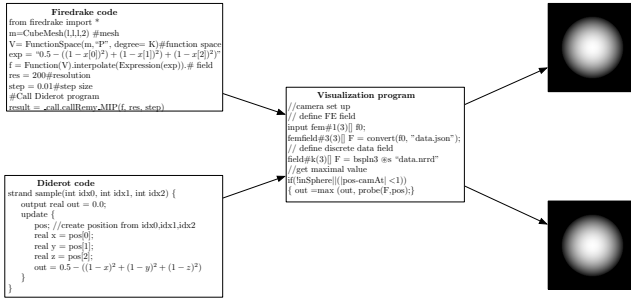 Firedrake code
from firedrake import *
m=CubeMesh(l,l,l,2) #mesh
V= FunctionSpace(m,"P", degree= K)#function space
exp = "0.5 − ((1 − x[0])²) + (1 − x[1])²) + (1 − x[2])²)"
f = Function(V).interpolate(Expression(exp)).# field
res = 200#resolution
step = 0.01#step size
#Call Diderot program
result = _call.callRemy_MIP(f, res, step)
Visualization program
//camera set up
// define FE field
input fem#1(3)[] f0;
femfield#3(3)[] F = convert(f0, "data.json");
// define discrete data field
field#k(3)[] F = bspln3 ⊛s "data.nrrd"
//get maximal value
if(!inSphere||(|pos-camAt| <1))
{ out =max (out, probe(F,pos);}
Diderot code
strand sample(int idx0, int idx1, int idx2) {
output real out = 0.0;
update {
pos; //create position from idx0,idx1,idx2
real x = pos[0];
real y = pos[1];
real z = pos[2];
out = 0.5 − ((1 − x)² + (1 − y)² + (1 − z)²)
}
}